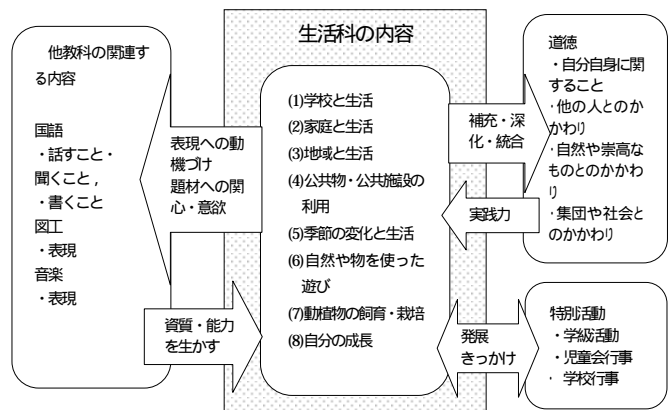 他教科の関連す
る内容
国語
・話すこと・
聞くこと，
・書くこと
図工
・表現
音楽
・表現
表現への動
機づけ
題材への関
心・意欲
資質・能力
を生かす
生活科の内容
(1)学校と生活
(2)家庭と生活
(3)地域と生活
(4)公共物・公共施設の
利用
(5)季節の変化と生活
(6)自然や物を使った
遊び
(7)動植物の飼育・栽培
(8)自分の成長
補充・深
化・統合
実践力
発展
きっかけ
道徳
・自分自身に関
すること
・他の人とのか
かわり
・自然や崇高な
ものとのかかわ
り
・集団や社会と
のかかわり
特別活動
・学級活動
・児童会行事
・学校行事